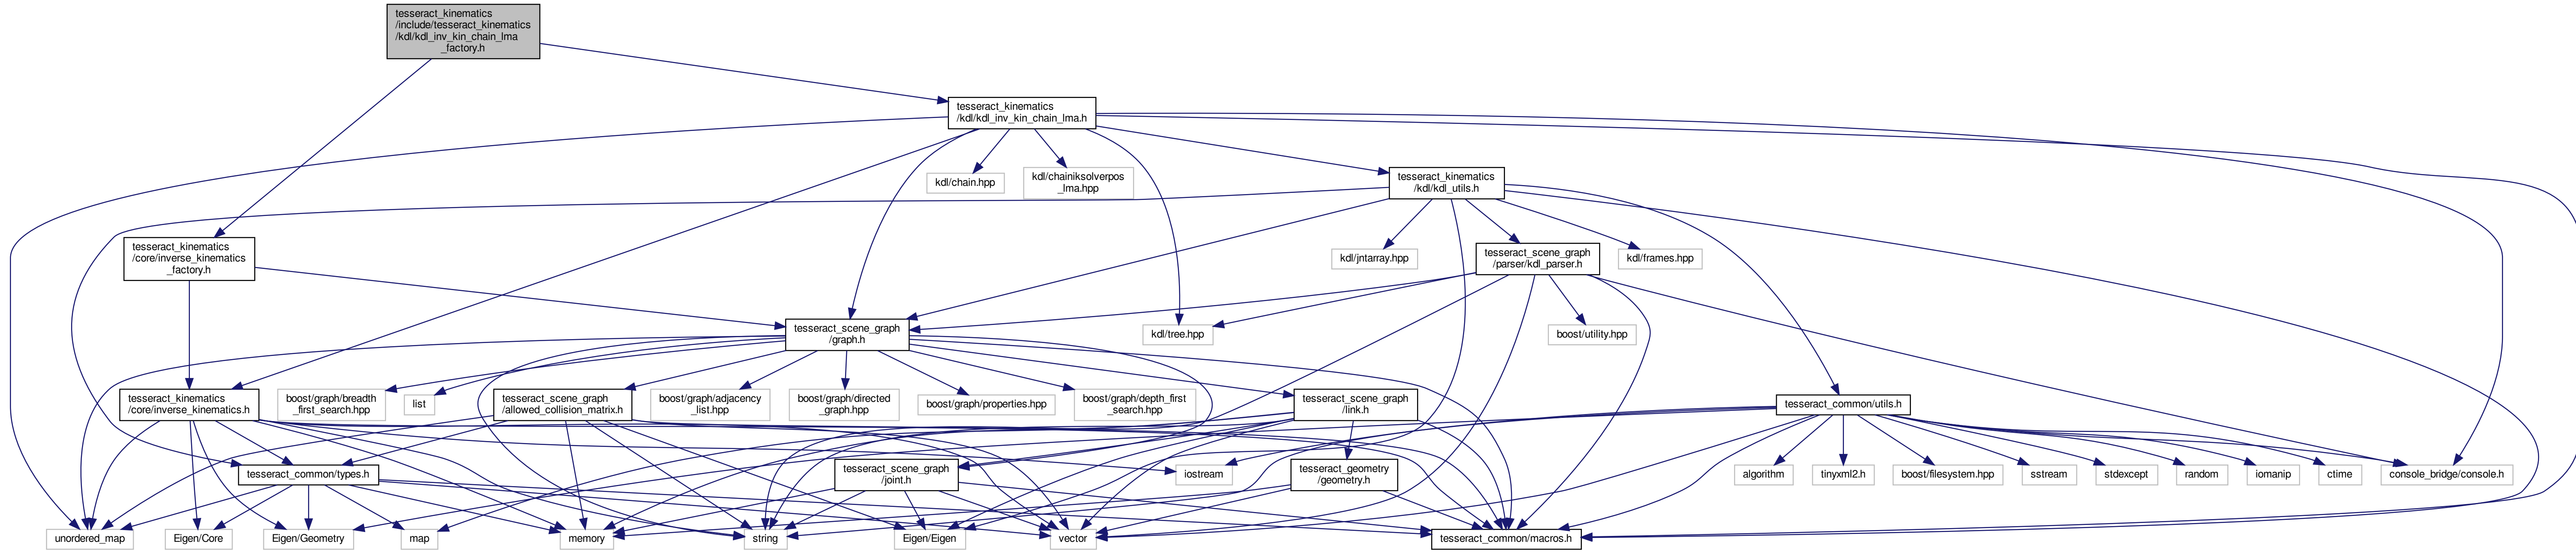 tesseract_kinematics
/include/tesseract_kinematics
/kdl/kdl_inv_kin_chain_lma
_factory.h
tesseract_kinematics
/kdl/kdl_inv_kin_chain_lma.h
kdl/chain.hpp
kdl/chainiksolverpos
_lma.hpp
tesseract_kinematics
/kdl/kdl_utils.h
tesseract_kinematics
/core/inverse_kinematics
_factory.h
kdl/jntarray.hpp
tesseract_scene_graph
/parser/kdl_parser.h
kdl/frames.hpp
tesseract_scene_graph
/graph.h
kdl/tree.hpp
boost/utility.hpp
tesseract_kinematics
/core/inverse_kinematics.h
boost/graph/breadth
_first_search.hpp
list
tesseract_scene_graph
/allowed_collision_matrix.h
boost/graph/adjacency
_list.hpp
boost/graph/directed
_graph.hpp
boost/graph/properties.hpp
boost/graph/depth_first
_search.hpp
tesseract_scene_graph
/link.h
tesseract_common/utils.h
tesseract_common/types.h
tesseract_scene_graph
/joint.h
iostream
tesseract_geometry
/geometry.h
algorithm
tinyxml2.h
boost/filesystem.hpp
sstream
stdexcept
random
iomanip
ctime
console_bridge/console.h
unordered_map
Eigen/Core
Eigen/Geometry
map
memory
string
Eigen/Eigen
vector
tesseract_common/macros.h